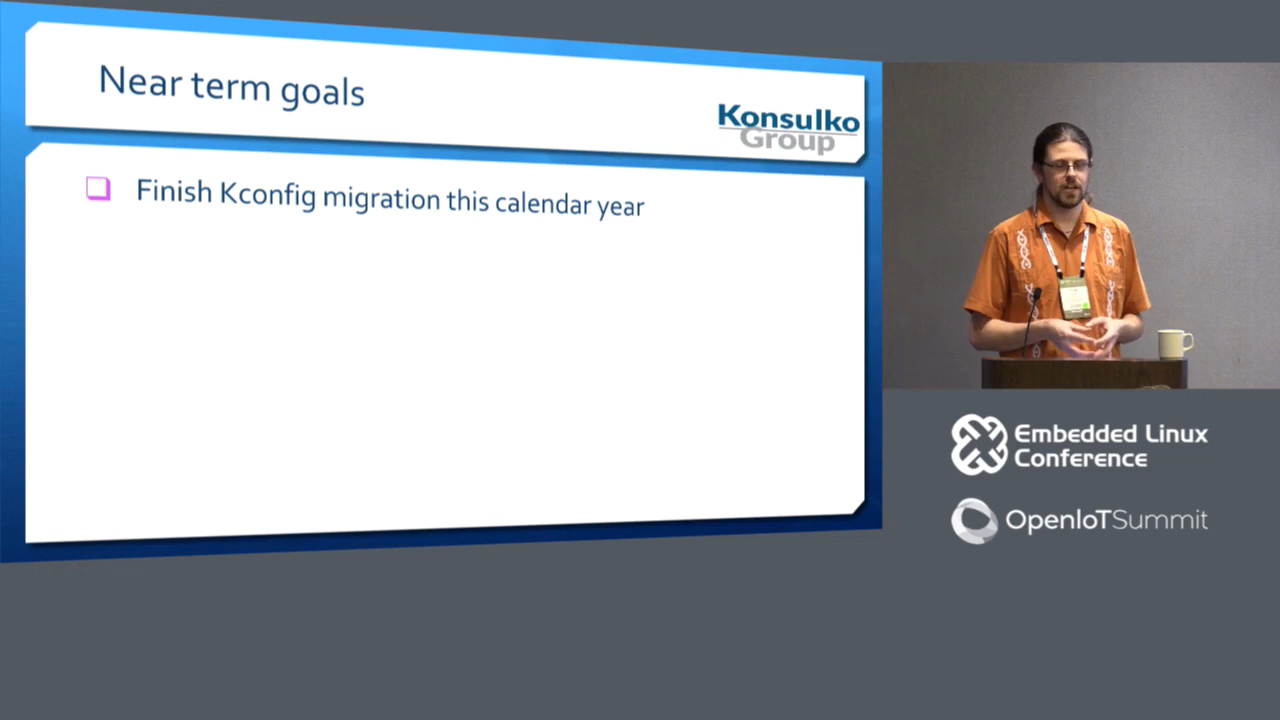 Near term goals
Konsulko
Group
Finish Kconfig migration this calendar year
Embedded Linux
Conference
OpenIoTSummit